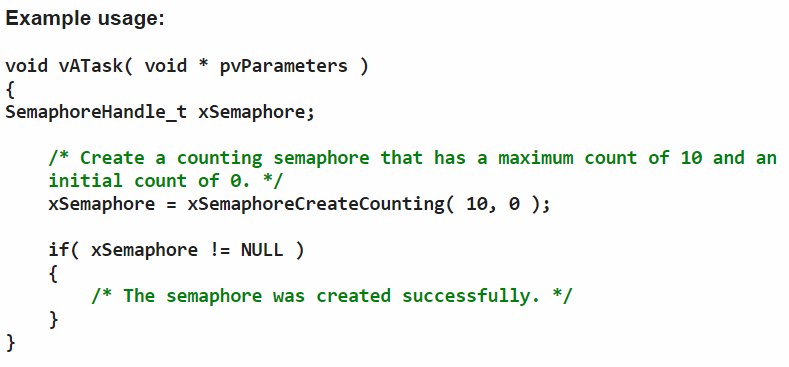 Example usage:
void vATask( void * pvParameters )
{
SemaphoreHandle_t xSemaphore;
/* Create a counting semaphore that has a maximum count of 10 and an
initial count of 0. */
xSemaphore = xSemaphoreCreateCounting( 10, 0 );
if( xSemaphore != NULL )
{
/* The semaphore was created successfully. */
}
}